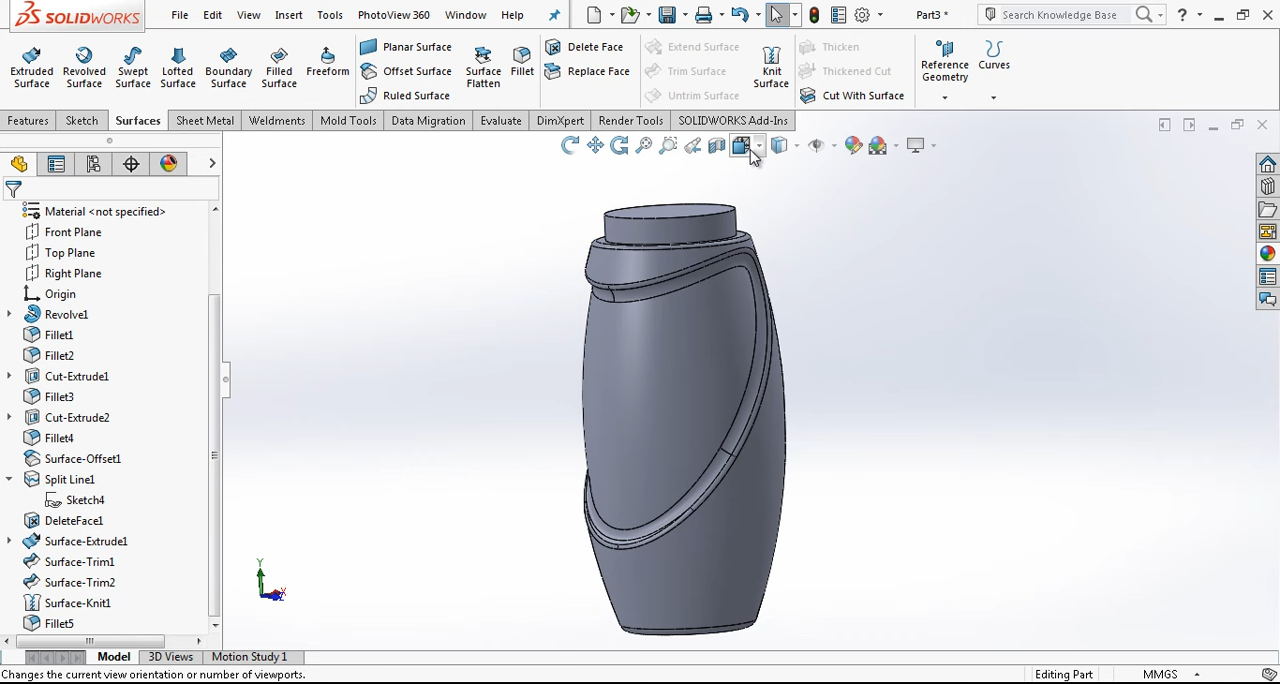 SOLIDWORKS
File Edit View Insert Tools PhotoView 360 Window Help
Part3 *
Search Knowledge Base
?
Extruded Surface
Revolved Surface
Swept Surface
Lofted Surface
Boundary Surface
Filled Surface
Freeform
Planar Surface
Offset Surface
Ruled Surface
Surface Flatten
Fillet
Delete Face
Replace Face
Extend Surface
Trim Surface
Untrim Surface
Knit Surface
Thicken
Thickened Cut
Cut With Surface
Reference Geometry
Curves
Features Sketch Surfaces Sheet Metal Weldments Mold Tools Data Migration Evaluate DimXpert Render Tools SOLIDWORKS Add-Ins
Material <not specified>
Front Plane
Top Plane
Right Plane
Origin
Revolve1
Fillet1
Fillet2
Cut-Extrude1
Fillet3
Cut-Extrude2
Fillet4
Surface-Offset1
Split Line1
Sketch4
DeleteFace1
Surface-Extrude1
Surface-Trim1
Surface-Trim2
Surface-Knit1
Fillet5
Y
Model 3D Views Motion Study 1
Changes the current view orientation or number of viewports.
Editing Part
MMGS